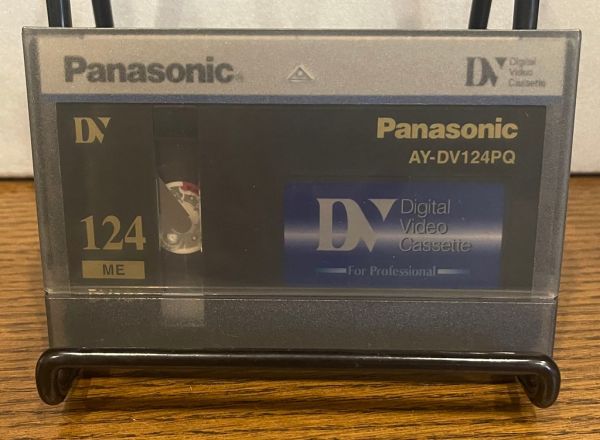 Panasonic
DV Digital
Video
Cassette
DV
Panasonic
AY-DV124PQ
124
ME
DV Digital
Video
Cassette
For Professional